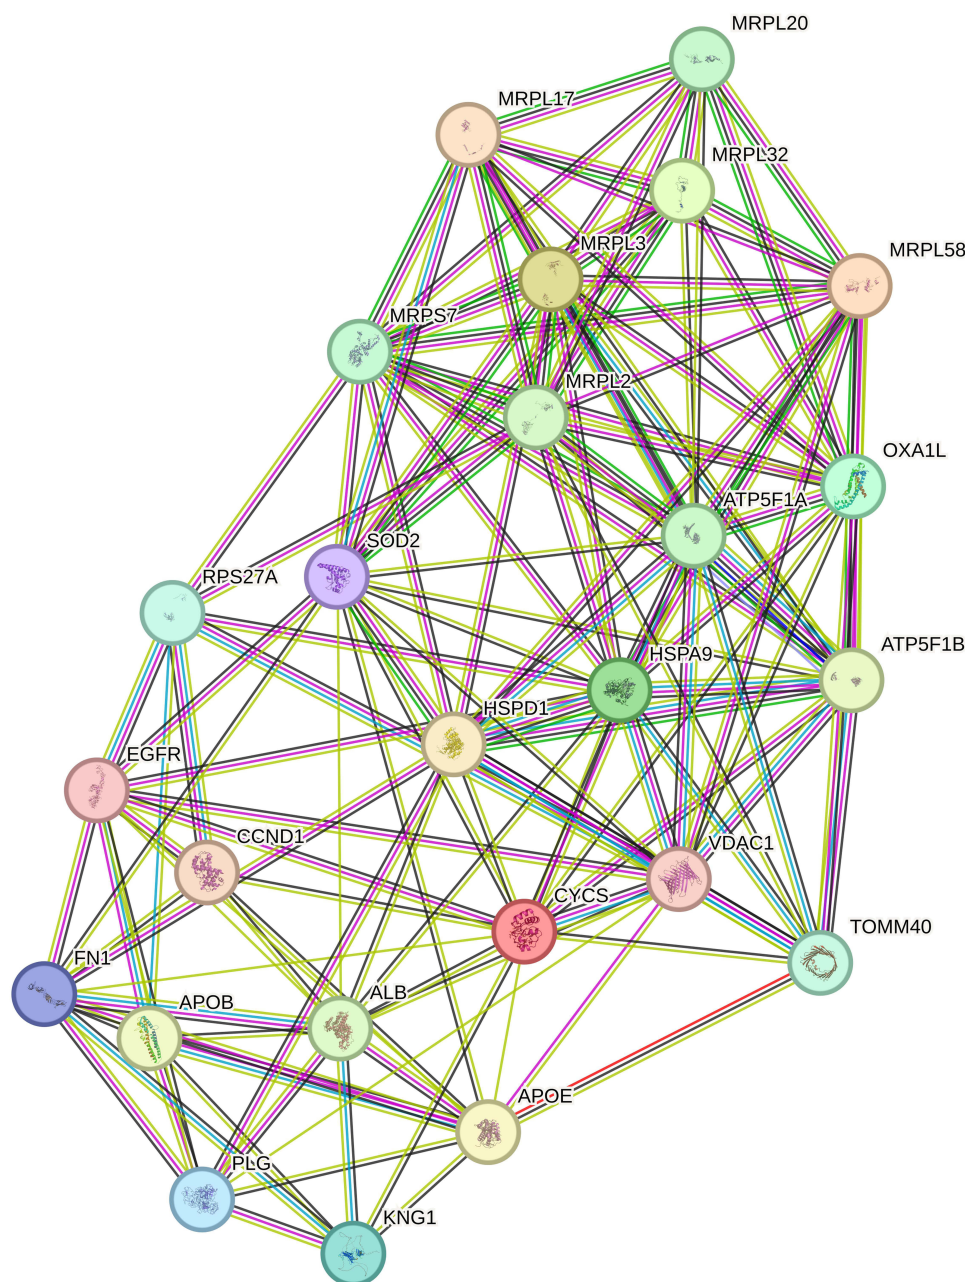 MRPL20
MRPL17
MRPL32
MRPL3
MRPL58
MRPS7
MRPL2
OXA1L
ATP5F1A
SOD2
RPS27A
HSPA9
ATP5F1B
HSPD1
EGFR
CCND1
VDAC1
CYCS
TOMM40
FN1
APOB
ALB
APOE
PLG
KNG1